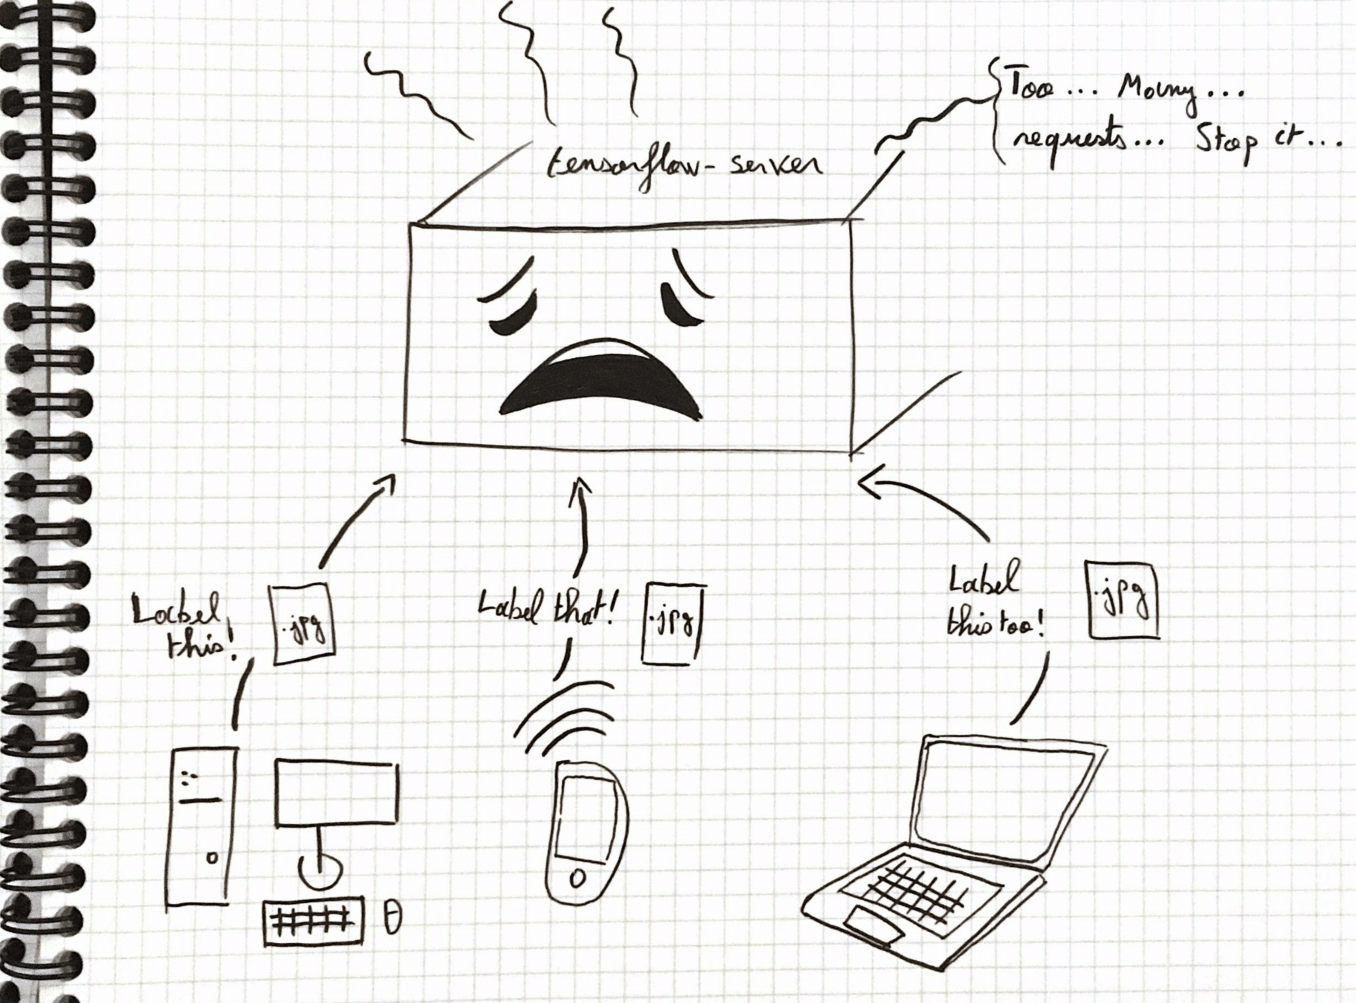 Too... Many...
requests... Stop it...
tensorflow-server
Label
this!
.jpg
Label that!
.jpg
Label
this too!
.jpg